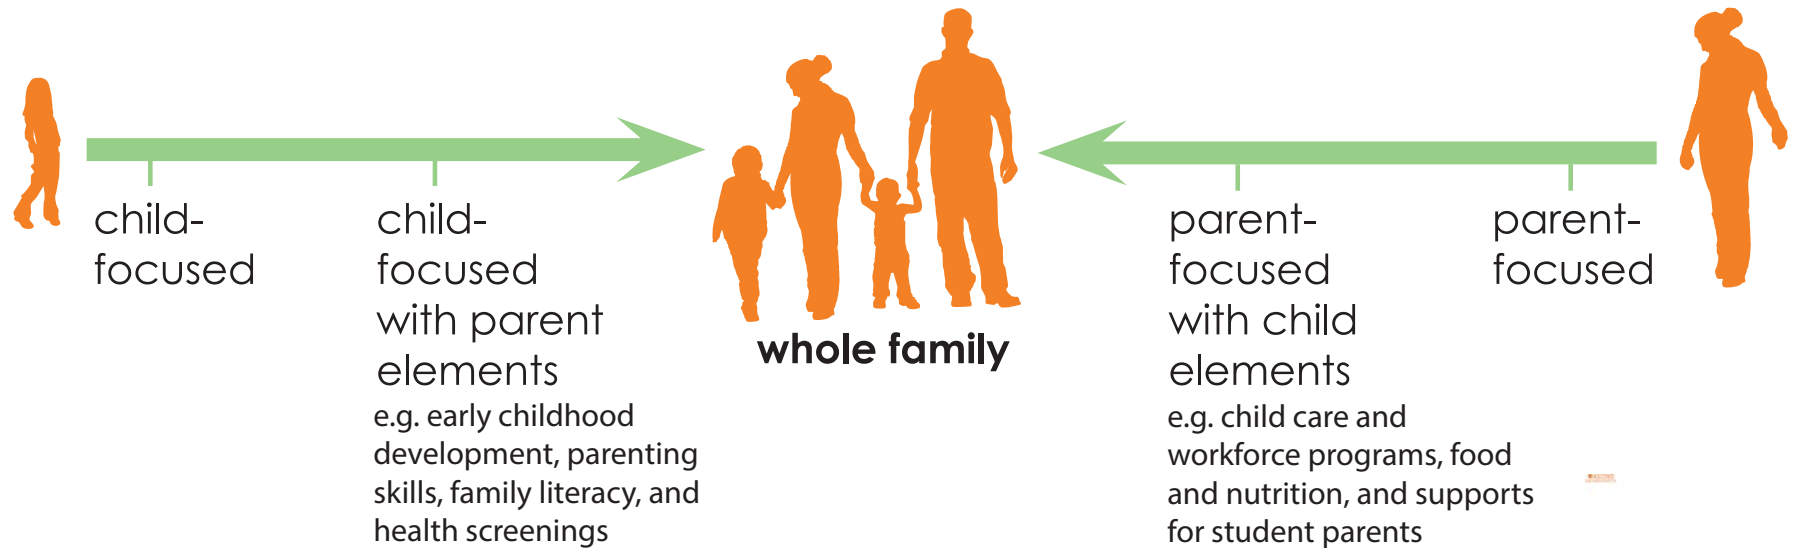 child-
focused
child-
focused
with parent
elements
e.g. early childhood
development, parenting
skills, family literacy, and
health screenings
whole family
parent-
focused
with child
elements
e.g. child care and
workforce programs, food
and nutrition, and supports
for student parents
parent-
focused